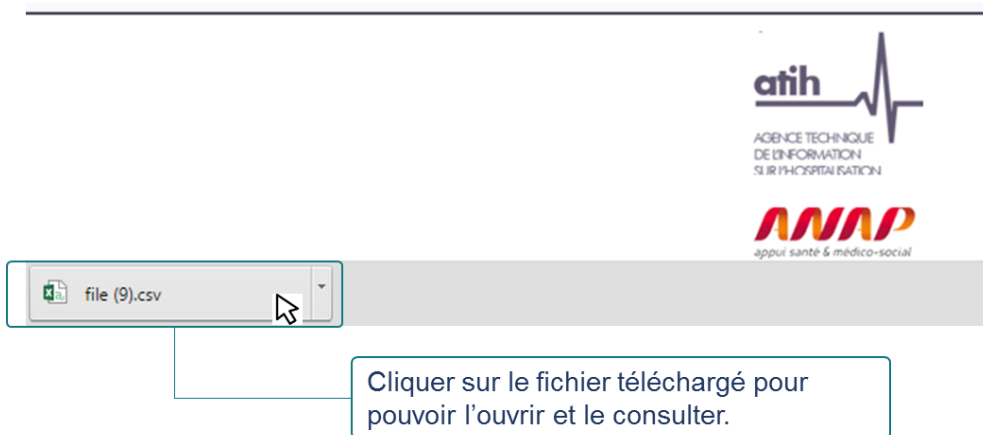 atih
AGENCE TECHNIQUE
DE L'INFORMATION
SUR L'HOSPITALISATION
ANAP
appui santé & médico-social
file (9).csv
Cliquer sur le fichier téléchargé pour
pouvoir l’ouvrir et le consulter.